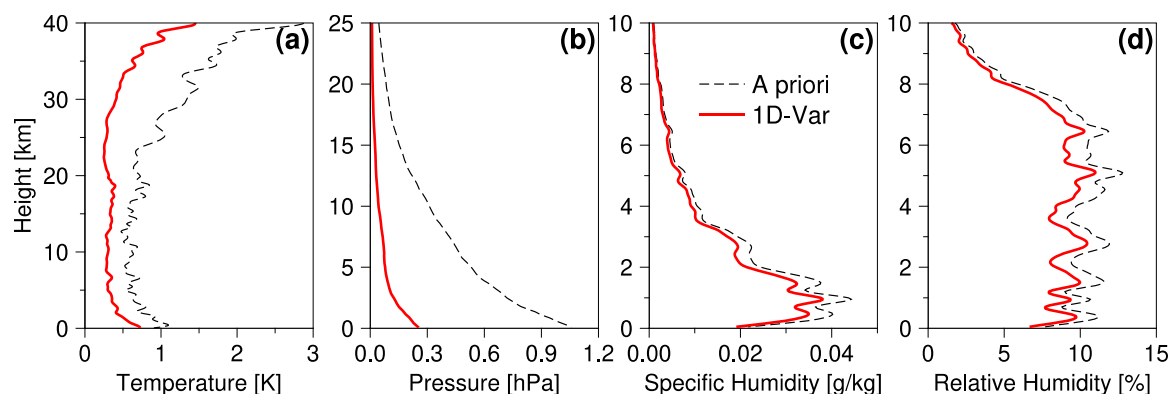 (a)
(b)
(c)
(d)
40
30
20
10
0
25
20
15
10
5
0
10
8
6
4
2
0
10
8
6
4
2
0
Height [km]
A priori
1D-Var
0 1 2 3
0.0 0.3 0.6 0.9 1.2
0.00 0.02 0.04
0 5 10 15
Temperature [K]
Pressure [hPa]
Specific Humidity [g/kg]
Relative Humidity [%]